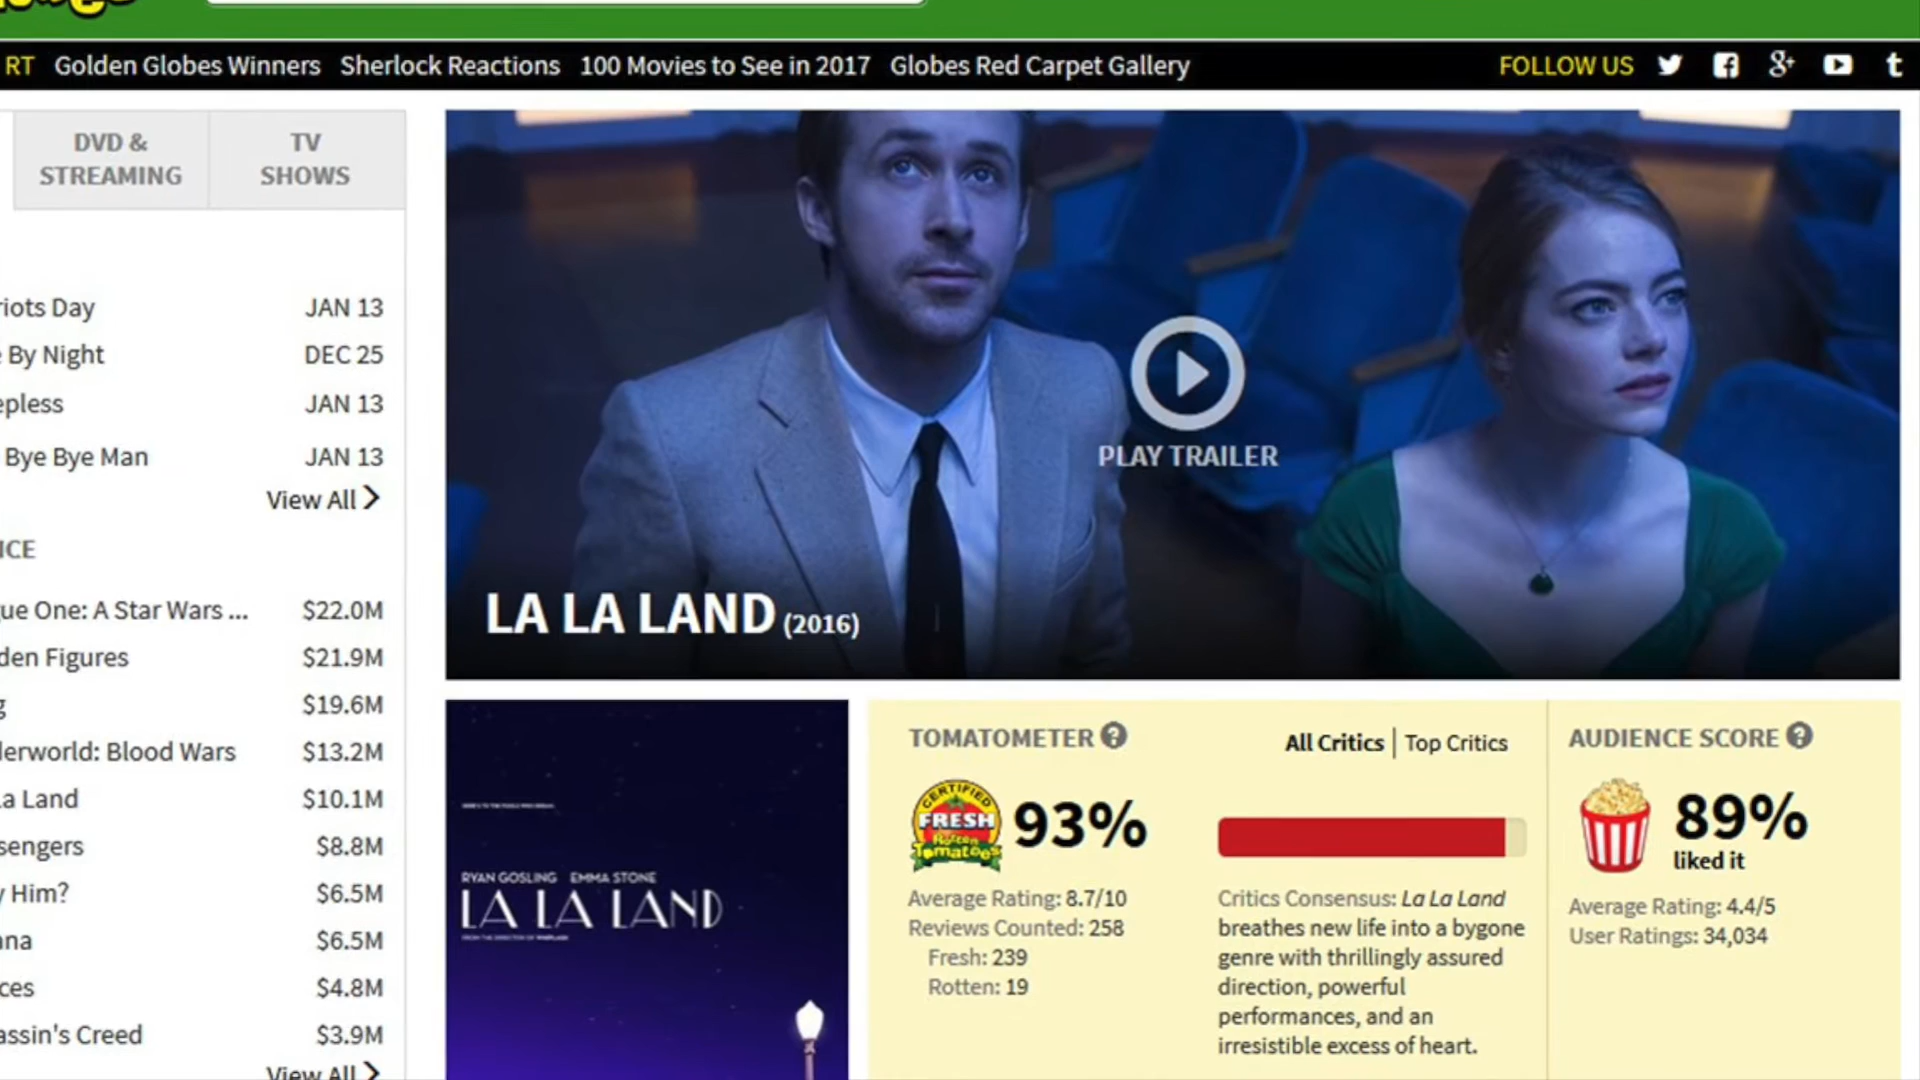 RT Golden Globes Winners Sherlock Reactions 100 Movies to See in 2017 Globes Red Carpet Gallery FOLLOW US
DVD &
STREAMING
TV
SHOWS
riots Day JAN 13
By Night DEC 25
epless JAN 13
Bye Bye Man JAN 13
View All
ICE
ue One: A Star Wars ... $22.0M
den Figures $21.9M
g $19.6M
lerworld: Blood Wars $13.2M
a Land $10.1M
sengers $8.8M
y Him? $6.5M
ana $6.5M
ces $4.8M
assin's Creed $3.9M
View All
PLAY TRAILER
LA LA LAND (2016)
RYAN GOSLING EMMA STONE
LA LA LAND
TOMATOMETER ?
All Critics | Top Critics
CERTIFIED
FRESH
Rotten
Tomatoes
93%
Average Rating: 8.7/10
Reviews Counted: 258
Fresh: 239
Rotten: 19
Critics Consensus: La La Land
breathes new life into a bygone
genre with thrillingly assured
direction, powerful
performances, and an
irresistible excess of heart.
AUDIENCE SCORE ?
89%
liked it
Average Rating: 4.4/5
User Ratings: 34,034